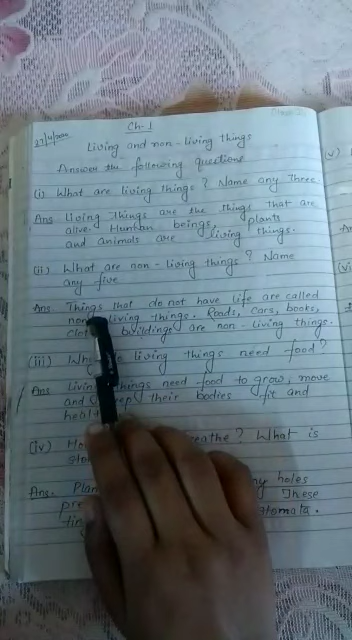 Ch-1
Living and non-living things
Answer the following questions
(i) What are living things? Name any three.
Ans Living things are the things that are
alive. Human beings, plants
and animals are living things.
(ii) What are non-living things? Name
any five
Ans. Things that do not have life are called
non-living things. Roads, Cars, books,
buildings are non-living things.
(iii) living things need food?
Ans. things need food to grow, move
and their bodies fit and
(iv) breathe? What is
Ans. holes
These
stomata.
(v)